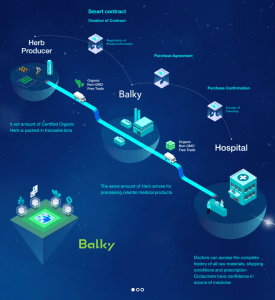 Smart contract
Creation of Contract
Registration of
Product Information
Herb
Producer
Purchase Agreement
Organic
Non-GMO
Free Trade
Balky
Purchase Confirmation
Transfer of
Inventory
A set amount of Certified Organic
Herb is packed in traceable lots
Organic
Non-GMO
Free Trade
Hospital
The same amount of Herb arrives for
processing oriental medical products
Balky
Doctors can access the complete
history of all raw materials, shipping
conditions and prescription
Consumers have confidence in
source of medicine